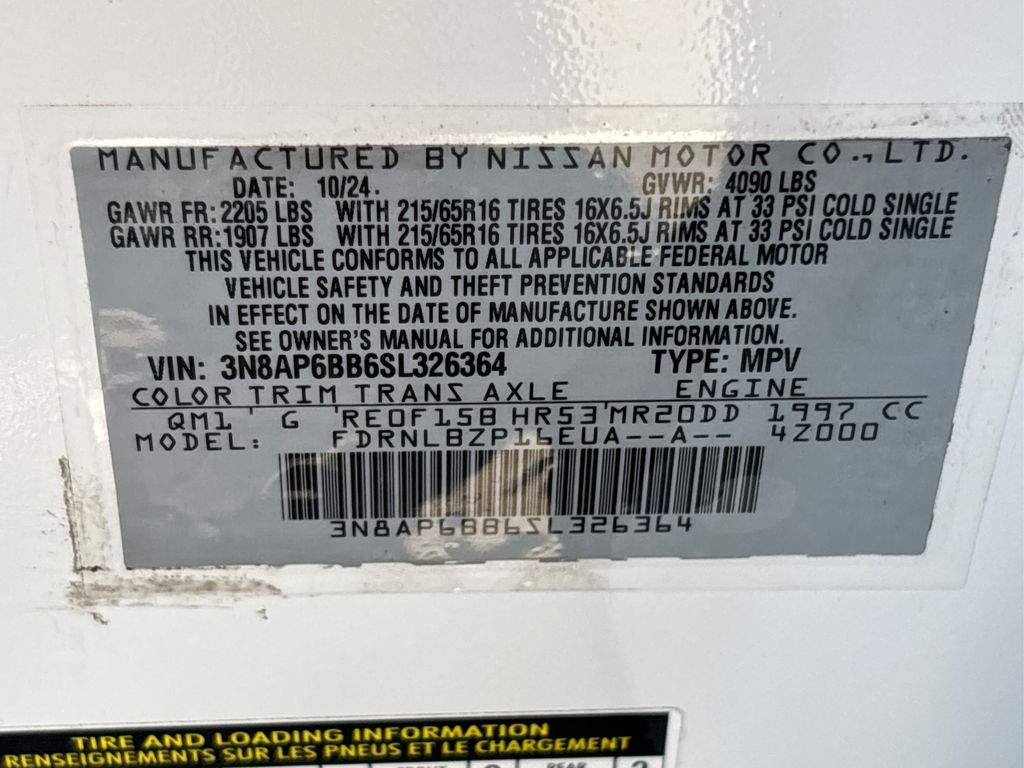 MANUFACTURED BY NISSAN MOTOR CO.,LTD.
DATE: 10/24. GVWR: 4090 LBS
GAWR FR: 2205 LBS WITH 215/65R16 TIRES 16X6.5J RIMS AT 33 PSI COLD SINGLE
GAWR RR: 1907 LBS WITH 215/65R16 TIRES 16X6.5J RIMS AT 33 PSI COLD SINGLE
THIS VEHICLE CONFORMS TO ALL APPLICABLE FEDERAL MOTOR
VEHICLE SAFETY AND THEFT PREVENTION STANDARDS
IN EFFECT ON THE DATE OF MANUFACTURE SHOWN ABOVE.
SEE OWNER'S MANUAL FOR ADDITIONAL INFORMATION.
VIN: 3N8AP6BB6SL326364 TYPE: MPV
COLOR TRIM TRANS AXLE ENGINE
QM1 G RE0F15B HR53 MR20DD 1997 CC
MODEL: FDRNLBZP16EUA--A-- 4Z000
3N8AP6BB6SL326364
TIRE AND LOADING INFORMATION
RENSEIGNEMENTS SUR LES PNEUS ET LE CHARGEMENT